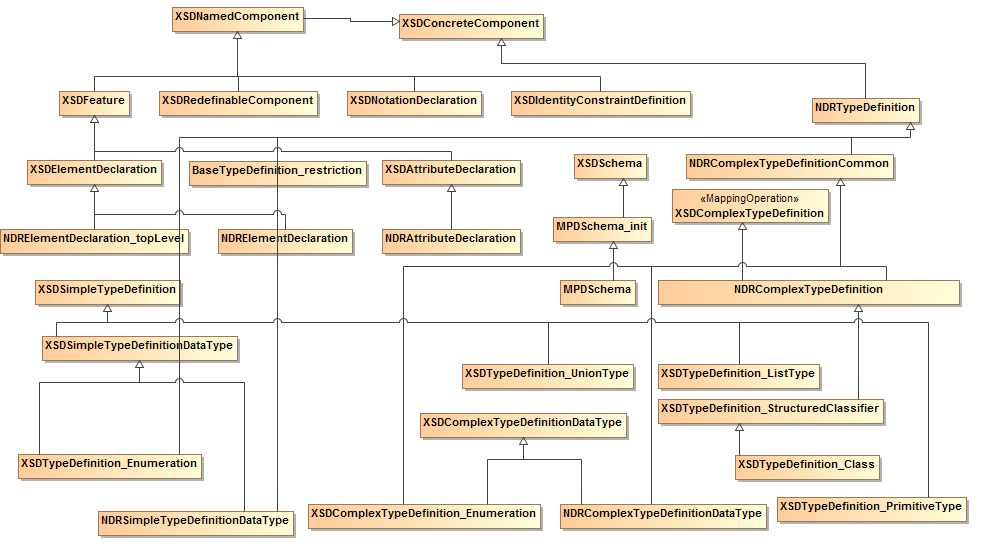 XSDNamedComponent
XSDConcreteComponent
XSDFeature
XSDRedefinableComponent
XSDNotationDeclaration
XSDIdentityConstraintDefinition
NDRTypeDefinition
XSDElementDeclaration
BaseTypeDefinition_restriction
XSDAttributeDeclaration
XSDSchema
NDRComplexTypeDefinitionCommon
«MappingOperation»
XSDComplexTypeDefinition
NDRElementDeclaration_topLevel
NDRElementDeclaration
NDRAttributeDeclaration
MPDSchema_init
XSDSimpleTypeDefinition
MPDSchema
NDRComplexTypeDefinition
XSDSimpleTypeDefinitionDataType
XSDTypeDefinition_UnionType
XSDTypeDefinition_ListType
XSDTypeDefinition_StructuredClassifier
XSDComplexTypeDefinitionDataType
XSDTypeDefinition_Enumeration
XSDTypeDefinition_Class
NDRSimpleTypeDefinitionDataType
XSDComplexTypeDefinition_Enumeration
NDRComplexTypeDefinitionDataType
XSDTypeDefinition_PrimitiveType